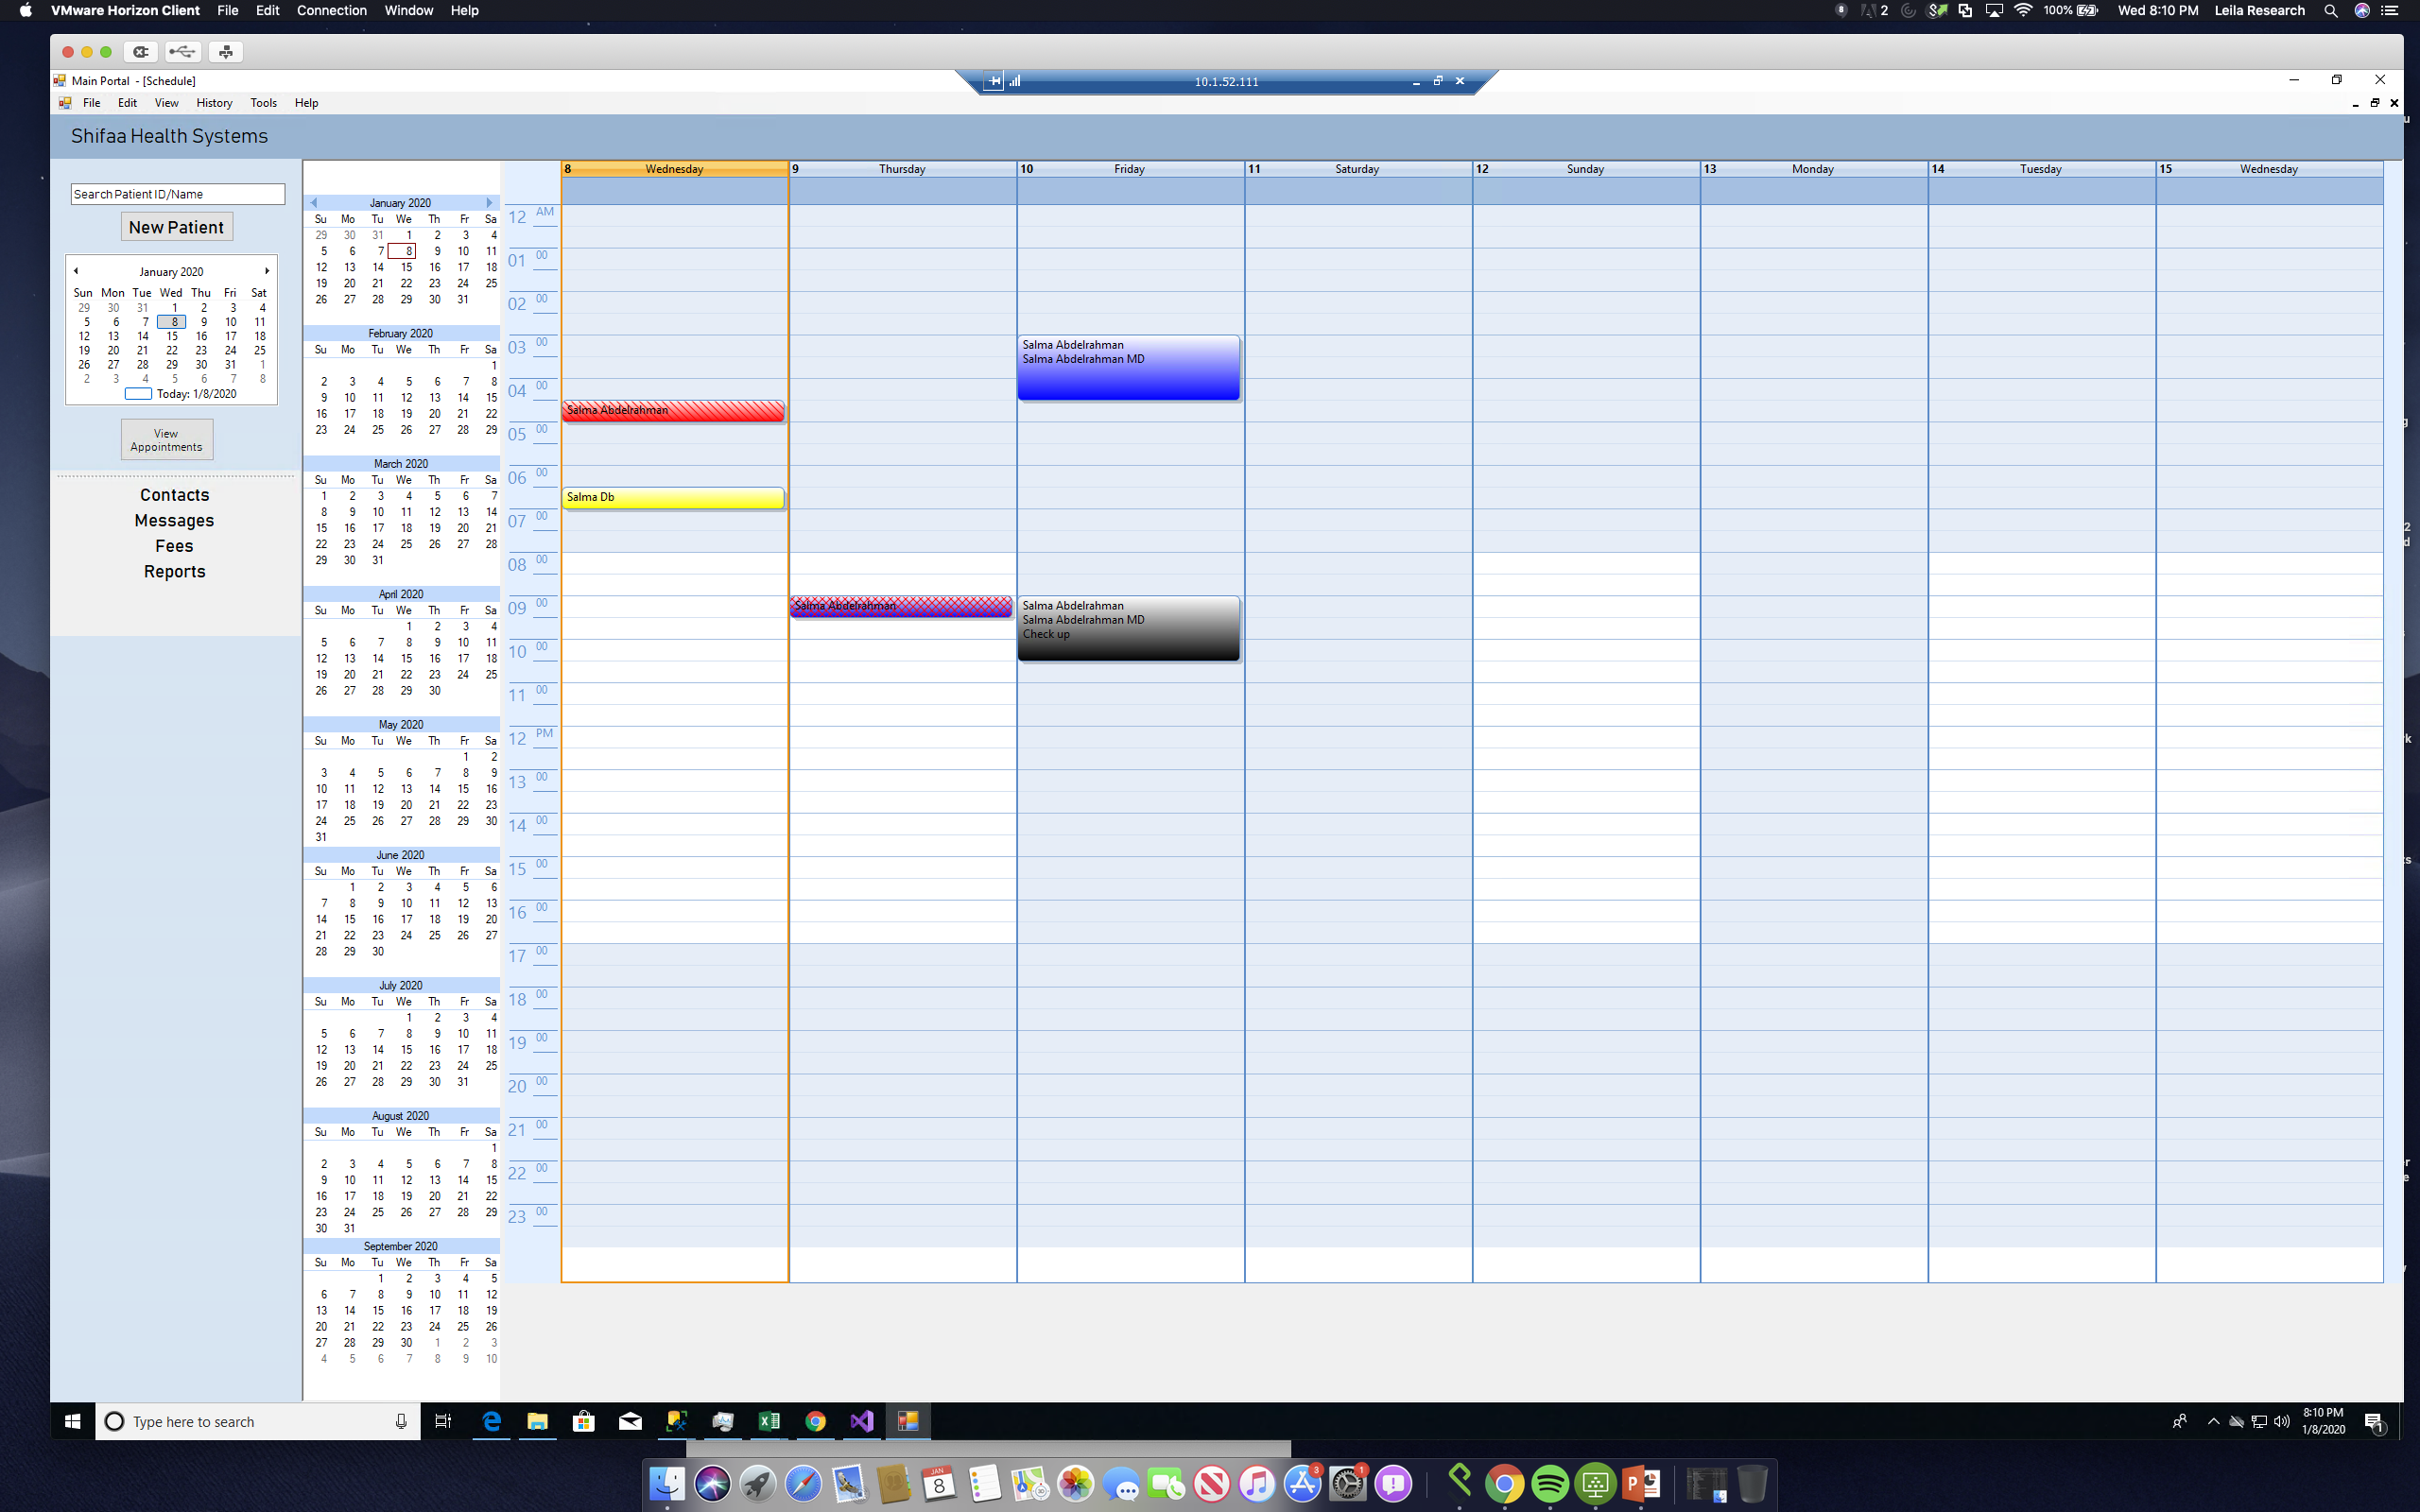 VMware Horizon Client File Edit Connection Window Help
8 2 100% Wed 8:10 PM Leila Research
Main Portal - [Schedule]
10.1.52.111
File Edit View History Tools Help
Shifaa Health Systems
Search Patient ID/Name
New Patient
January 2020
Sun Mon Tue Wed Thu Fri Sat
29 30 31 1 2 3 4
5 6 7 8 9 10 11
12 13 14 15 16 17 18
19 20 21 22 23 24 25
26 27 28 29 30 31 1
2 3 4 5 6 7 8
Today: 1/8/2020
View
Appointments
Contacts
Messages
Fees
Reports
January 2020
Su Mo Tu We Th Fr Sa
29 30 31 1 2 3 4
5 6 7 8 9 10 11
12 13 14 15 16 17 18
19 20 21 22 23 24 25
26 27 28 29 30 31
February 2020
Su Mo Tu We Th Fr Sa
1
2 3 4 5 6 7 8
9 10 11 12 13 14 15
16 17 18 19 20 21 22
23 24 25 26 27 28 29
March 2020
Su Mo Tu We Th Fr Sa
1 2 3 4 5 6 7
8 9 10 11 12 13 14
15 16 17 18 19 20 21
22 23 24 25 26 27 28
29 30 31
April 2020
Su Mo Tu We Th Fr Sa
1 2 3 4
5 6 7 8 9 10 11
12 13 14 15 16 17 18
19 20 21 22 23 24 25
26 27 28 29 30
May 2020
Su Mo Tu We Th Fr Sa
1 2
3 4 5 6 7 8 9
10 11 12 13 14 15 16
17 18 19 20 21 22 23
24 25 26 27 28 29 30
31
June 2020
Su Mo Tu We Th Fr Sa
1 2 3 4 5 6
7 8 9 10 11 12 13
14 15 16 17 18 19 20
21 22 23 24 25 26 27
28 29 30
July 2020
Su Mo Tu We Th Fr Sa
1 2 3 4
5 6 7 8 9 10 11
12 13 14 15 16 17 18
19 20 21 22 23 24 25
26 27 28 29 30 31
August 2020
Su Mo Tu We Th Fr Sa
1
2 3 4 5 6 7 8
9 10 11 12 13 14 15
16 17 18 19 20 21 22
23 24 25 26 27 28 29
30 31
September 2020
Su Mo Tu We Th Fr Sa
1 2 3 4 5
6 7 8 9 10 11 12
13 14 15 16 17 18 19
20 21 22 23 24 25 26
27 28 29 30 1 2 3
4 5 6 7 8 9 10
8 Wednesday 9 Thursday 10 Friday 11 Saturday 12 Sunday 13 Monday 14 Tuesday 15 Wednesday
12 AM
01 00
02 00
03 00
04 00
05 00
06 00
07 00
08 00
09 00
10 00
11 00
12 PM
13 00
14 00
15 00
16 00
17 00
18 00
19 00
20 00
21 00
22 00
23 00
Salma Abdelrahman
Salma Db
Salma Abdelrahman
Salma Abdelrahman
Salma Abdelrahman MD
Salma Abdelrahman
Salma Abdelrahman MD
Check up
Type here to search
8:10 PM
1/8/2020
1
JAN
8
3
1
P